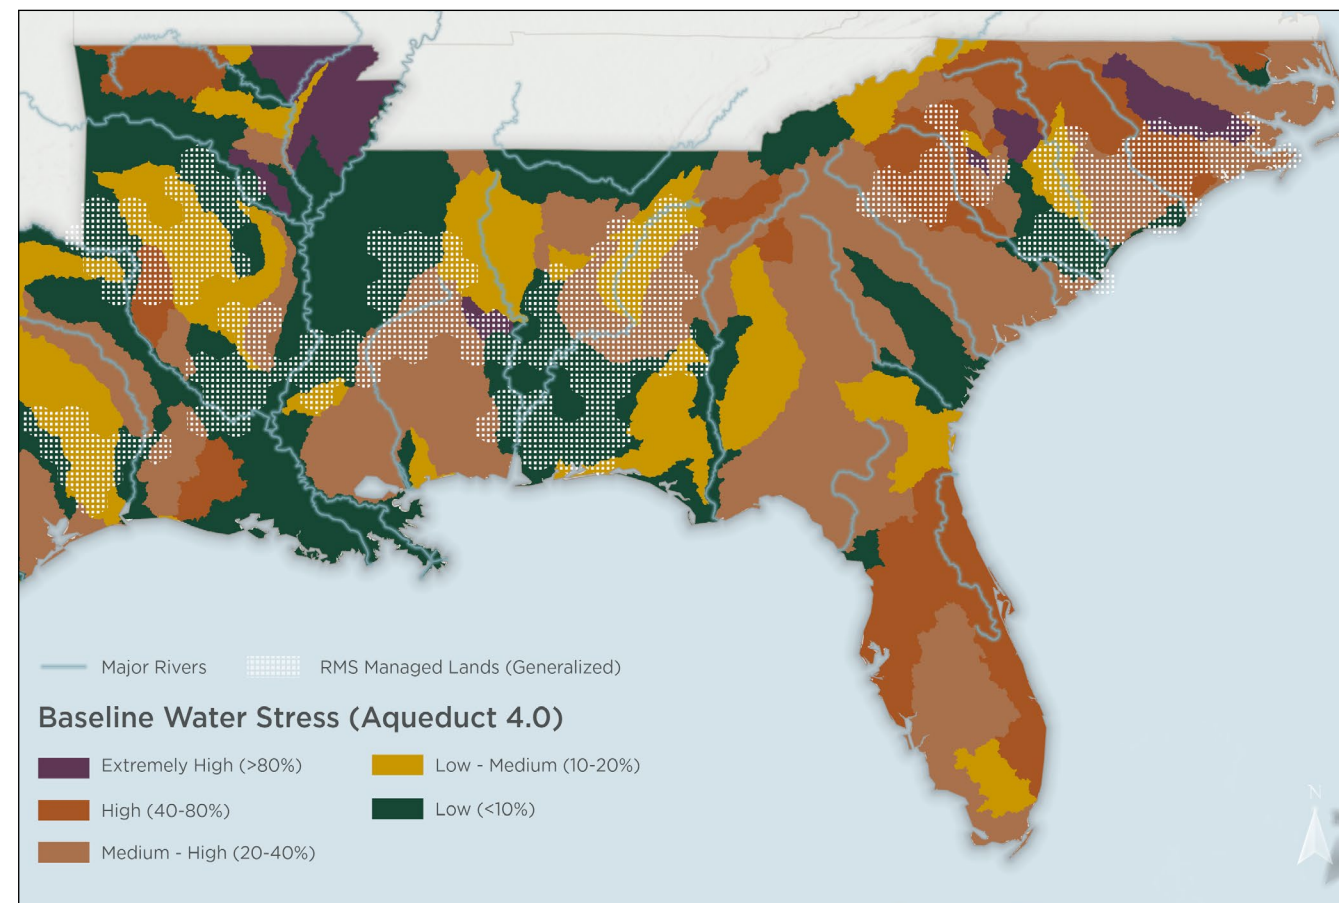 Major Rivers
RMS Managed Lands (Generalized)
Baseline Water Stress (Aqueduct 4.0)
Extremely High (>80%)
High (40-80%)
Medium - High (20-40%)
Low - Medium (10-20%)
Low (<10%)
N